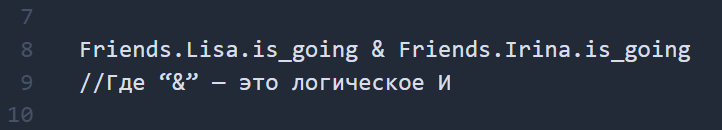 7
8 Friends.Lisa.is_going & Friends.Irina.is_going
9 //Где “&” — это логическое И
10